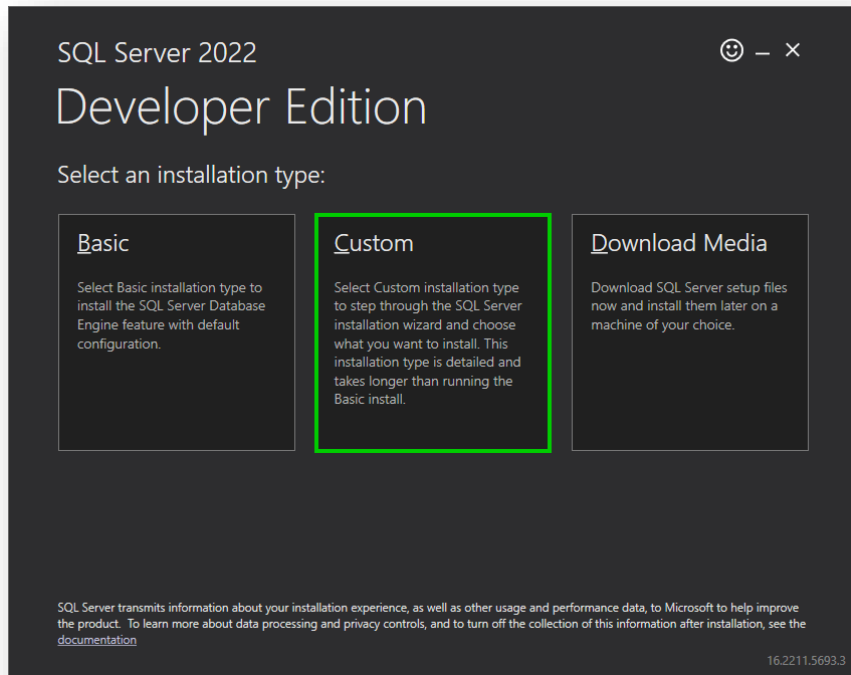 SQL Server 2022
Developer Edition
Select an installation type:
Basic
Select Basic installation type to
install the SQL Server Database
Engine feature with default
configuration.
Custom
Select Custom installation type
to step through the SQL Server
installation wizard and choose
what you want to install. This
installation type is detailed and
takes longer than running the
Basic install.
Download Media
Download SQL Server setup files
now and install them later on a
machine of your choice.
SQL Server transmits information about your installation experience, as well as other usage and performance data, to Microsoft to help improve
the product.  To learn more about data processing and privacy controls, and to turn off the collection of this information after installation, see the
documentation
16.2211.5693.3